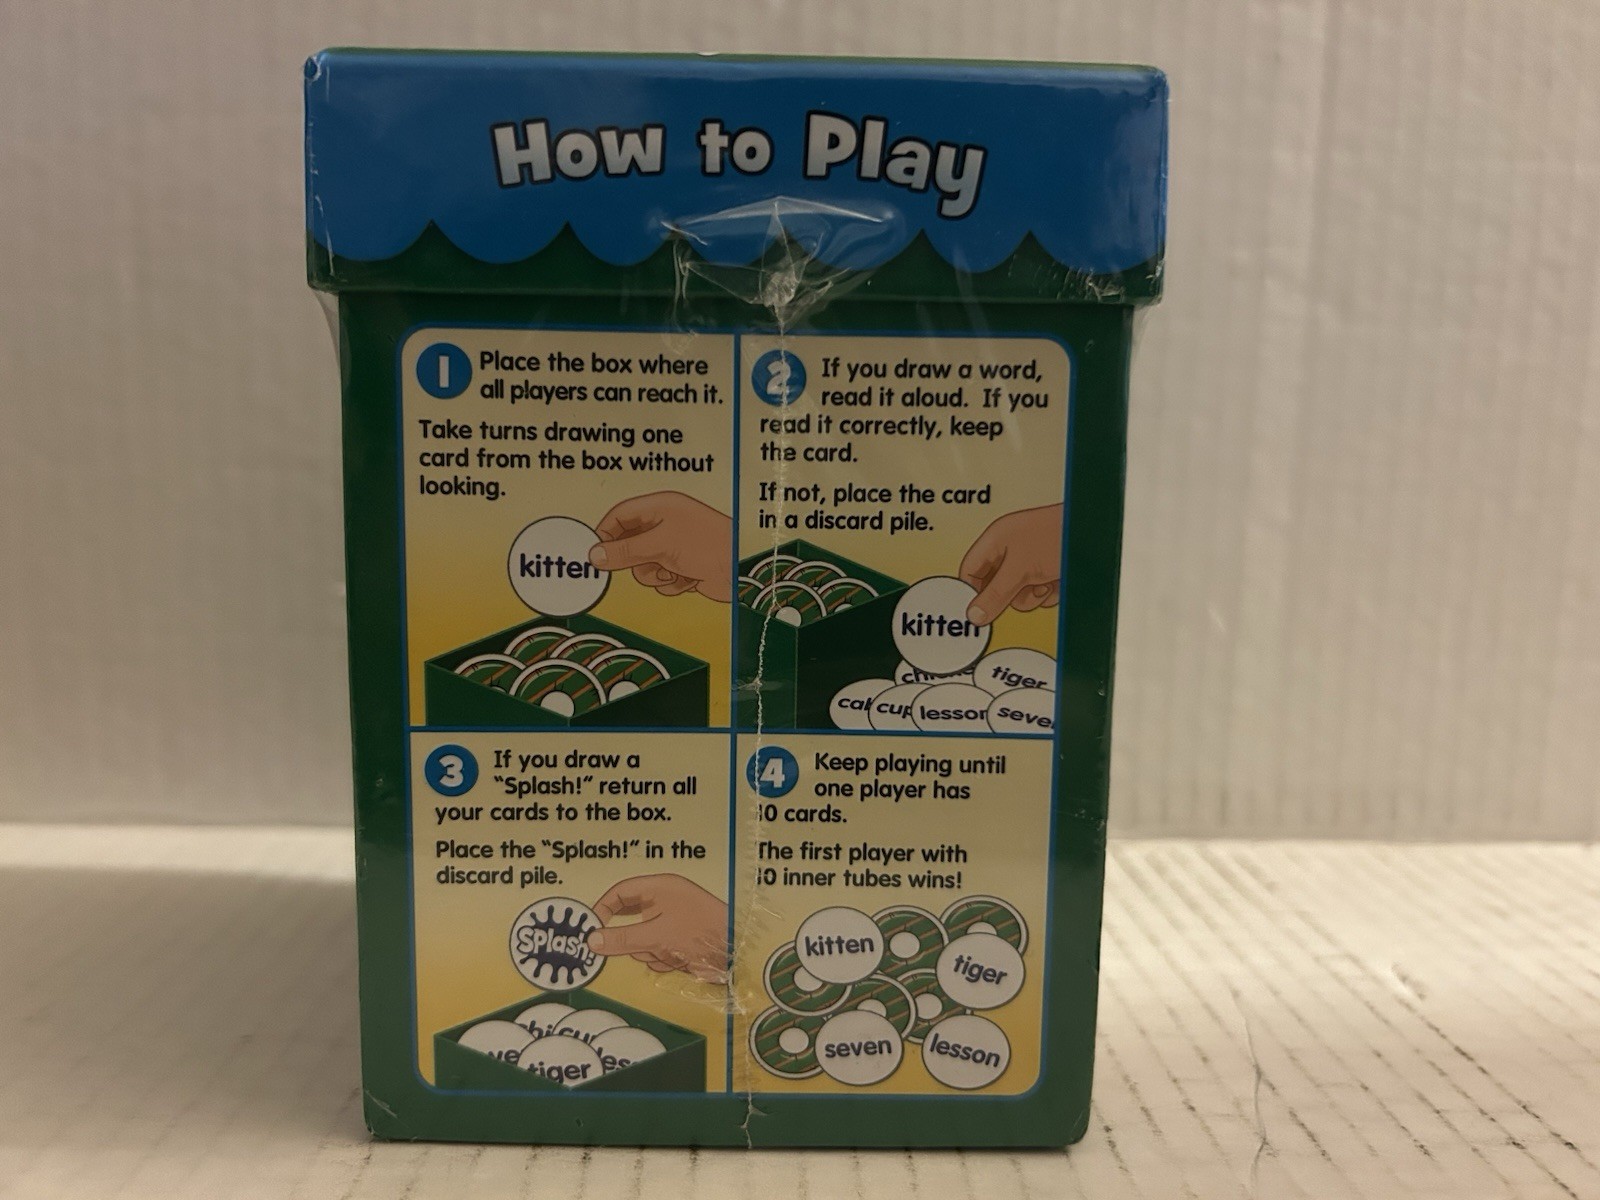 How to Play
1 Place the box where
all players can reach it.
Take turns drawing one
card from the box without
looking.
kitten
2 If you draw a word,
read it aloud. If you
read it correctly, keep
the card.
If not, place the card
in a discard pile.
kitten
tiger
cup lesson seven
3 If you draw a
"Splash!" return all
your cards to the box.
Place the "Splash!" in the
discard pile.
Splash!
tiger
4 Keep playing until
one player has
10 cards.
The first player with
10 inner tubes wins!
kitten
tiger
seven
lesson